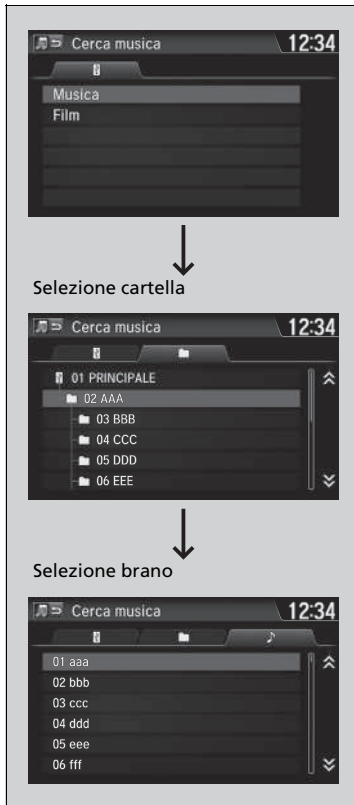 Cerca musica 12:34
Musica
Film
Selezione cartella
Cerca musica 12:34
01 PRINCIPALE
02 AAA
03 BBB
04 CCC
05 DDD
06 EEE
Selezione brano
Cerca musica 12:34
01 aaa
02 bbb
03 ccc
04 ddd
05 eee
06 fff